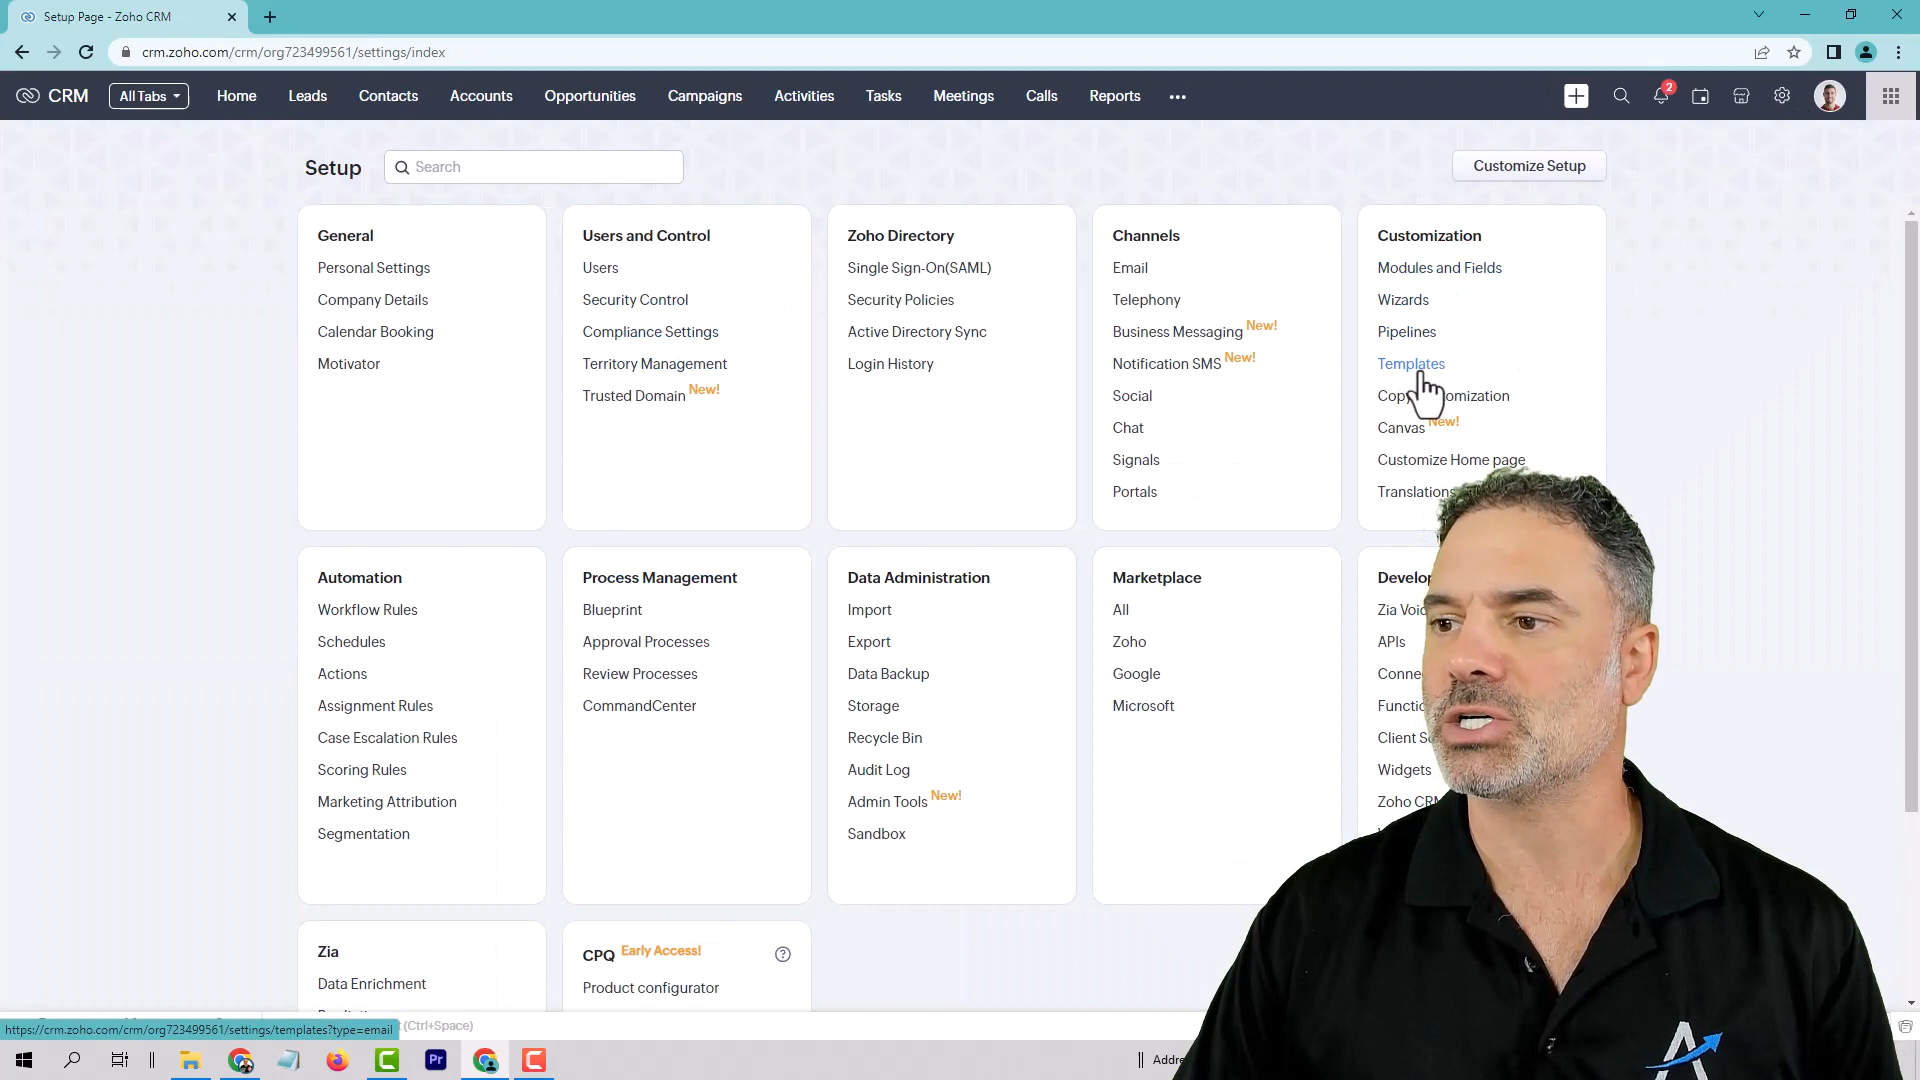 Setup Page - Zoho CRM
crm.zoho.com/crm/org723499561/settings/index
CRM
All Tabs
Home
Leads
Contacts
Accounts
Opportunities
Campaigns
Activities
Tasks
Meetings
Calls
Reports
2
Setup
Search
Customize Setup
General
Personal Settings
Company Details
Calendar Booking
Motivator
Users and Control
Users
Security Control
Compliance Settings
Territory Management
Trusted Domain New!
Zoho Directory
Single Sign-On(SAML)
Security Policies
Active Directory Sync
Login History
Channels
Email
Telephony
Business Messaging New!
Notification SMS New!
Social
Chat
Signals
Portals
Customization
Modules and Fields
Wizards
Pipelines
Templates
Canvas New!
Customize Home page
Translations
Automation
Workflow Rules
Schedules
Actions
Assignment Rules
Case Escalation Rules
Scoring Rules
Marketing Attribution
Segmentation
Process Management
Blueprint
Approval Processes
Review Processes
CommandCenter
Data Administration
Import
Export
Data Backup
Storage
Recycle Bin
Audit Log
Admin Tools New!
Sandbox
Marketplace
All
Zoho
Google
Microsoft
APIs
Widgets
Zoho CRM
Zia
Data Enrichment
CPQ Early Access!
Product configurator
https://crm.zoho.com/crm/org723499561/settings/templates?type=email
(Ctrl+Space)
Pr